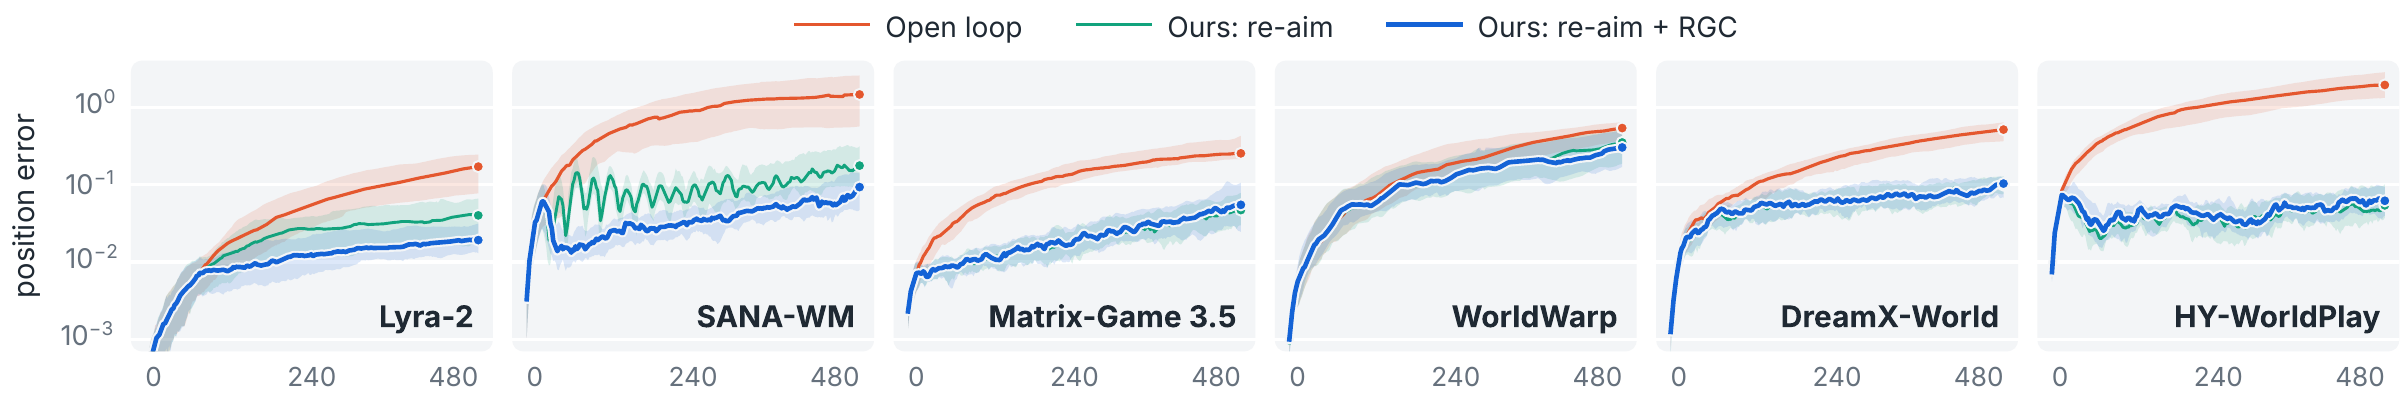 Open loop Ours: re-aim Ours: re-aim + RGC
position error
10⁰
10⁻¹
10⁻²
10⁻³
Lyra-2 SANA-WM Matrix-Game 3.5 WorldWarp DreamX-World HY-WorldPlay
0 240 480 0 240 480 0 240 480 0 240 480 0 240 480 0 240 480